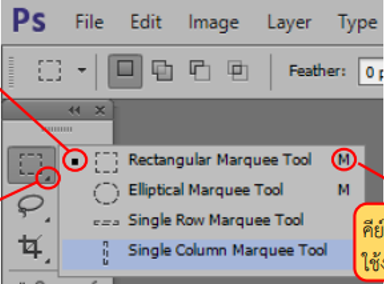 Ps File Edit Image Layer Type
Feather: 0 p
Rectangular Marquee Tool M
Elliptical Marquee Tool M
Single Row Marquee Tool
Single Column Marquee Tool
คีย์
ใช้ง